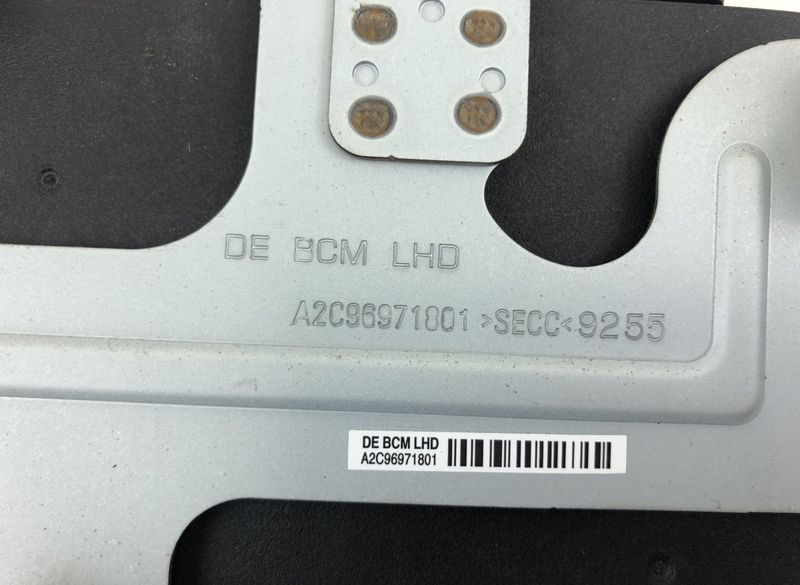 DE BCM LHD
A2C96971801 >SECC< 9255
DE BCM LHD
A2C96971801